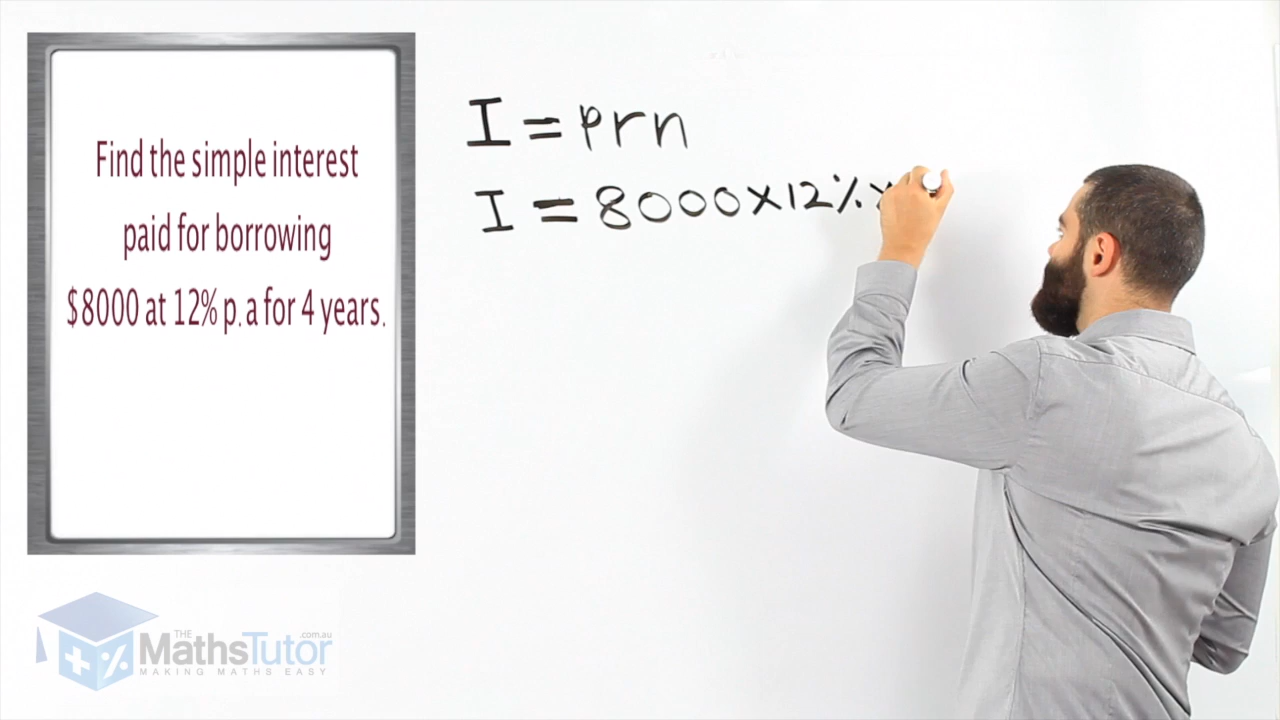 Find the simple interest
paid for borrowing
$8000 at 12% p. a for 4 years.
I = prn
I = 8000 × 12% ×
THE
MathsTutor
.com.au
MAKING MATHS EASY